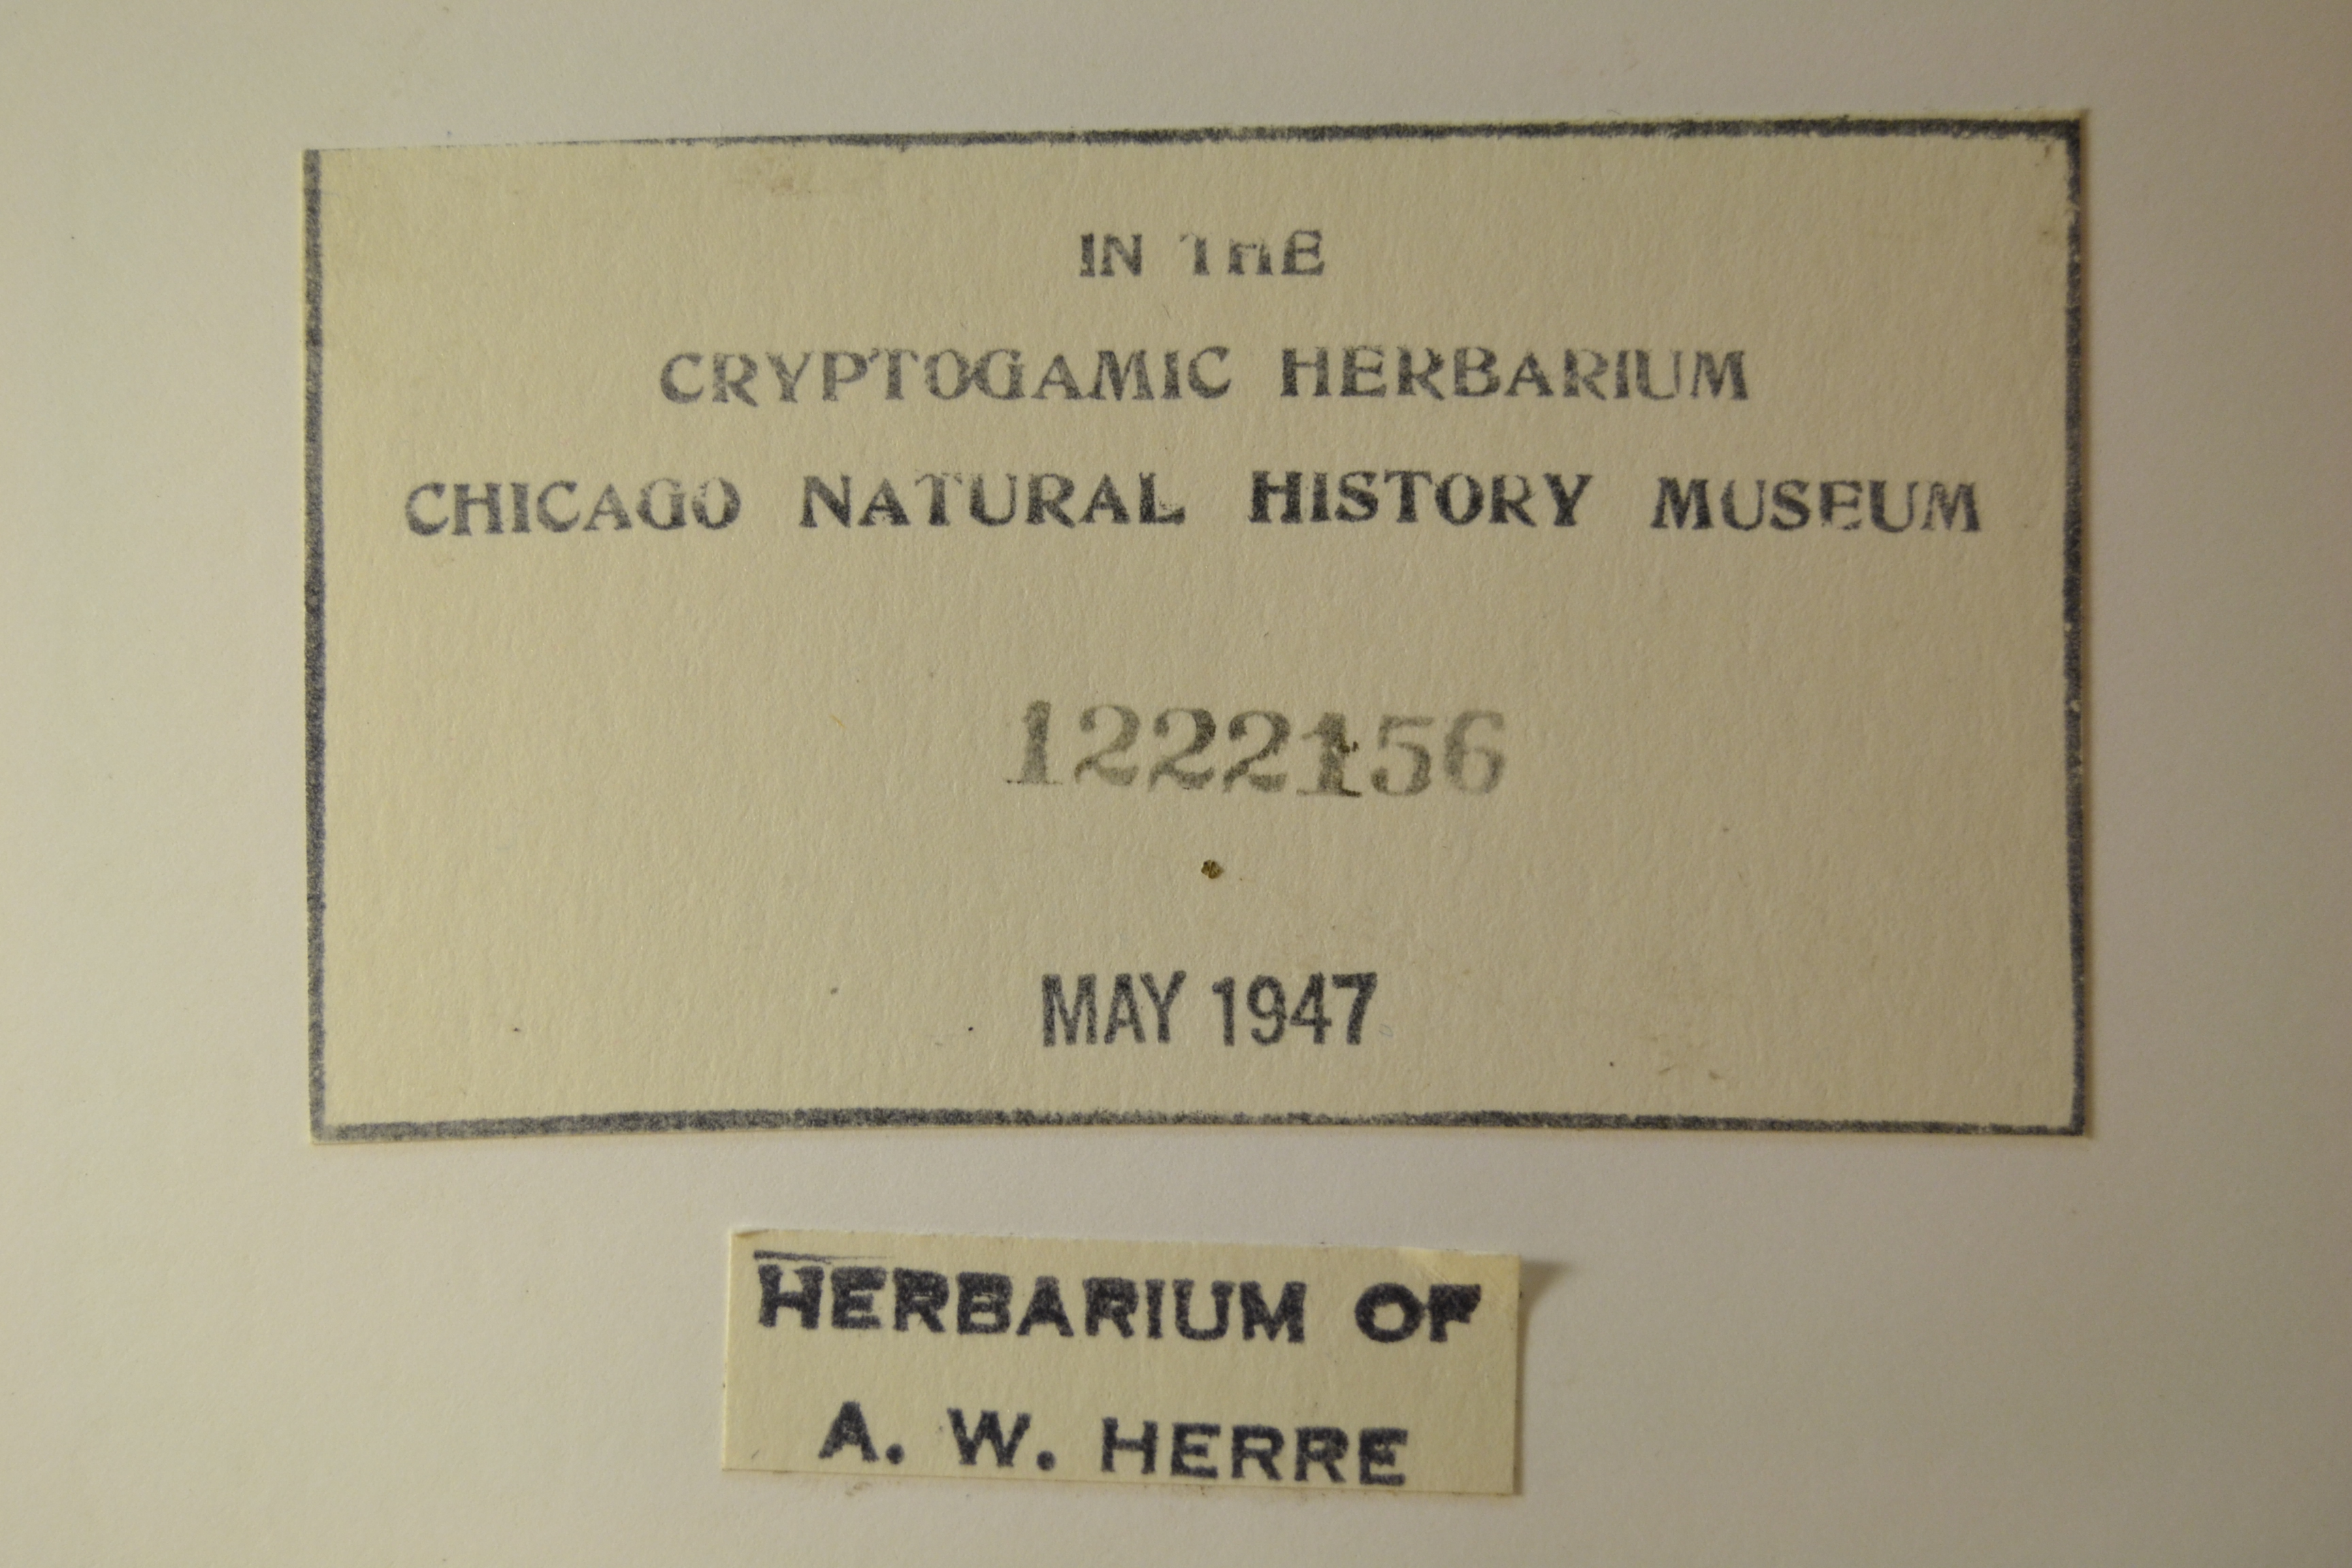 IN THE
CRYPTOGAMIC HERBARIUM
CHICAGO NATURAL HISTORY MUSEUM
1222156
MAY 1947
HERBARIUM OF
A. W. HERRE